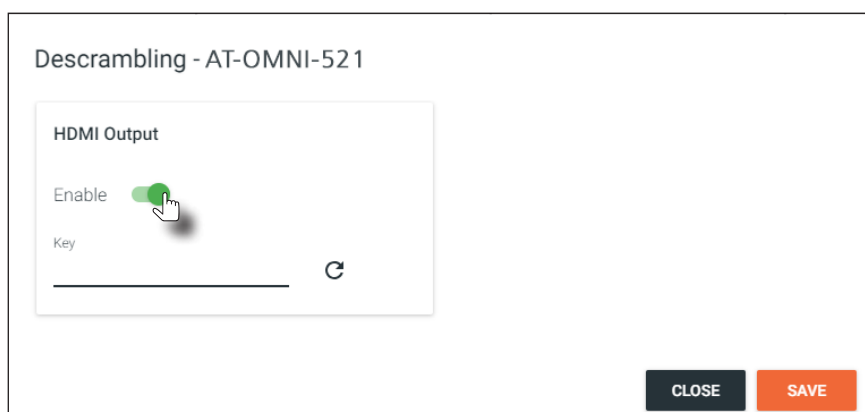 Descrambling - AT-OMNI-521
HDMI Output
Enable
Key
CLOSE SAVE